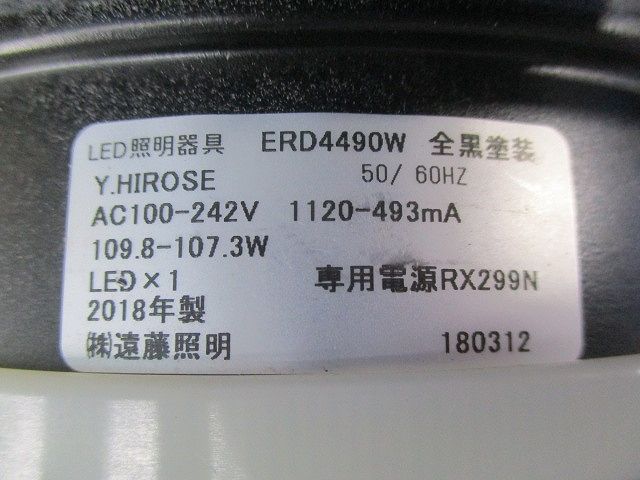 LED照明器具 ERD4490W 全黒塗装
Y.HIROSE 50/ 60HZ
AC100-242V 1120-493mA
109.8-107.3W
LED×1 専用電源RX299N
2018年製
㈱遠藤照明 180312